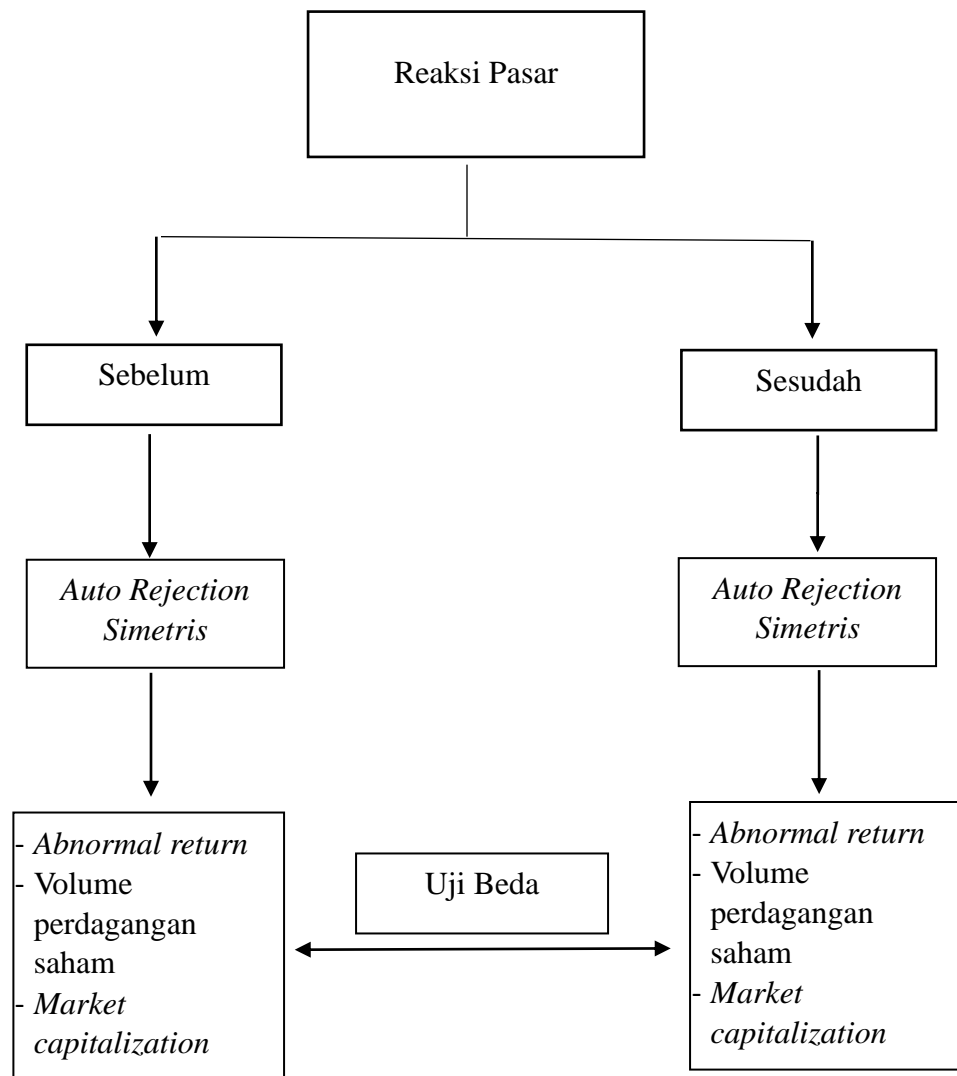 Reaksi Pasar
Sebelum
Sesudah
Auto Rejection
Simetris
Auto Rejection
Simetris
- Abnormal return
- Volume
perdagangan
saham
- Market
capitalization
Uji Beda
- Abnormal return
- Volume
perdagangan
saham
- Market
capitalization